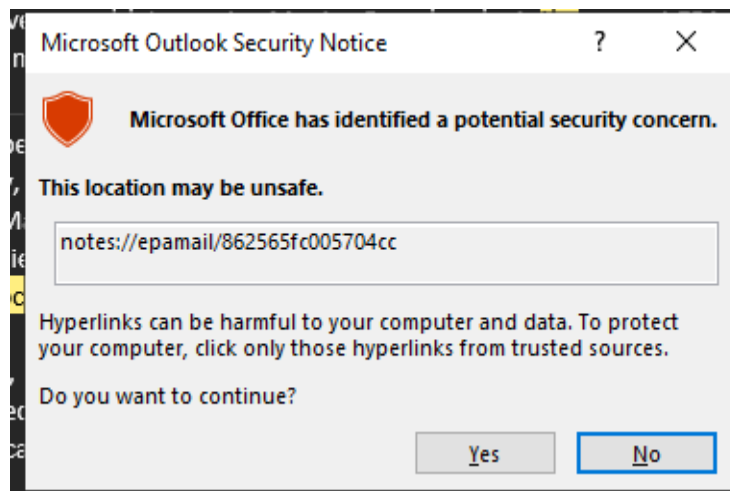 Microsoft Outlook Security Notice ? X
Microsoft Office has identified a potential security concern.
This location may be unsafe.
notes://epamail/862565fc005704cc
Hyperlinks can be harmful to your computer and data. To protect
your computer, click only those hyperlinks from trusted sources.
Do you want to continue?
Yes No